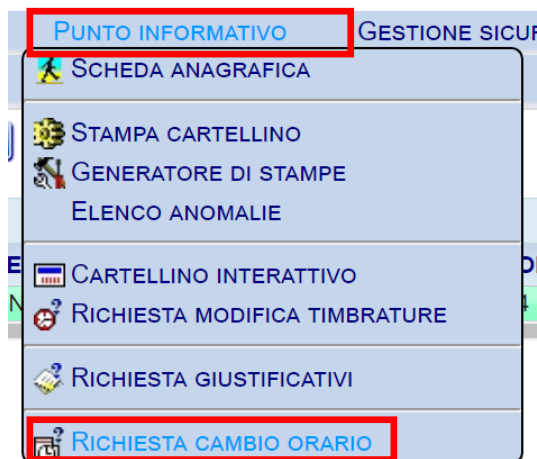 PUNTO INFORMATIVO GESTIONE SICUR
SCHEDA ANAGRAFICA
STAMPA CARTELLINO
GENERATORE DI STAMPE
ELENCO ANOMALIE
CARTELLINO INTERATTIVO
RICHIESTA MODIFICA TIMBRATURE
RICHIESTA GIUSTIFICATIVI
RICHIESTA CAMBIO ORARIO